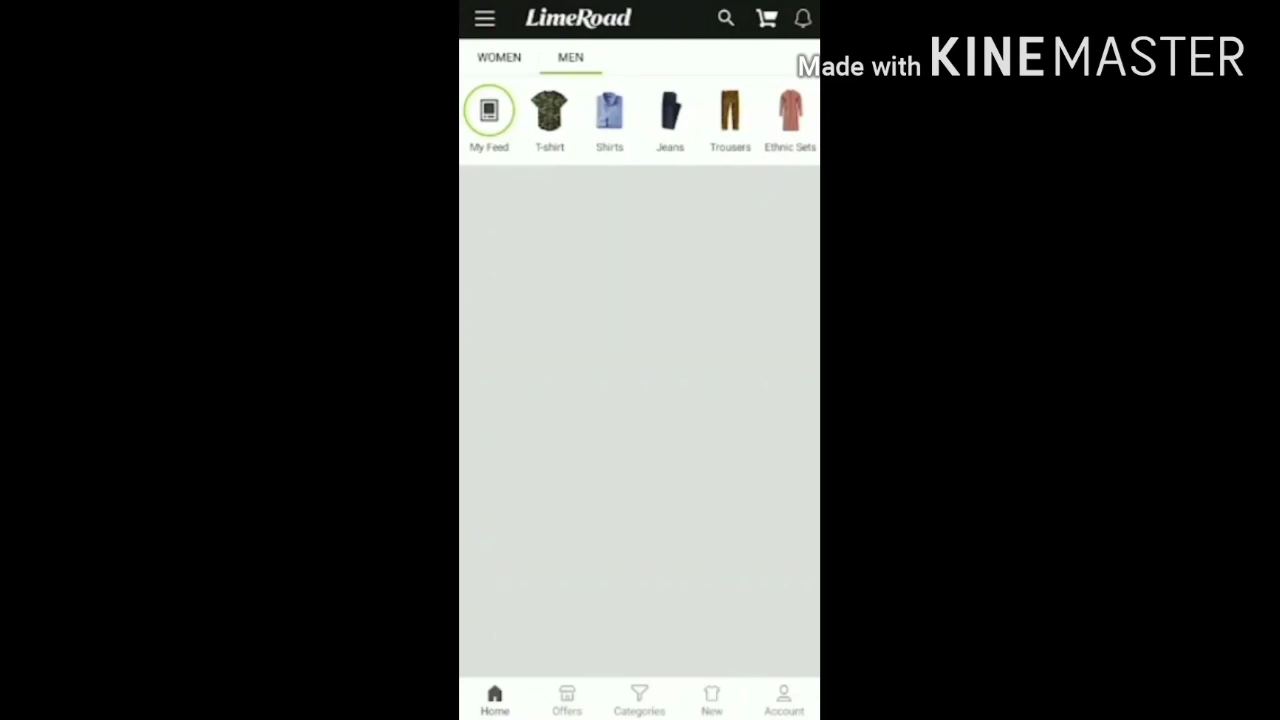 LimeRoad
WOMEN MEN
Made with KINEMASTER
My Feed T-shirt Shirts Jeans Trousers Ethnic Sets
Home Offers Categories New Account